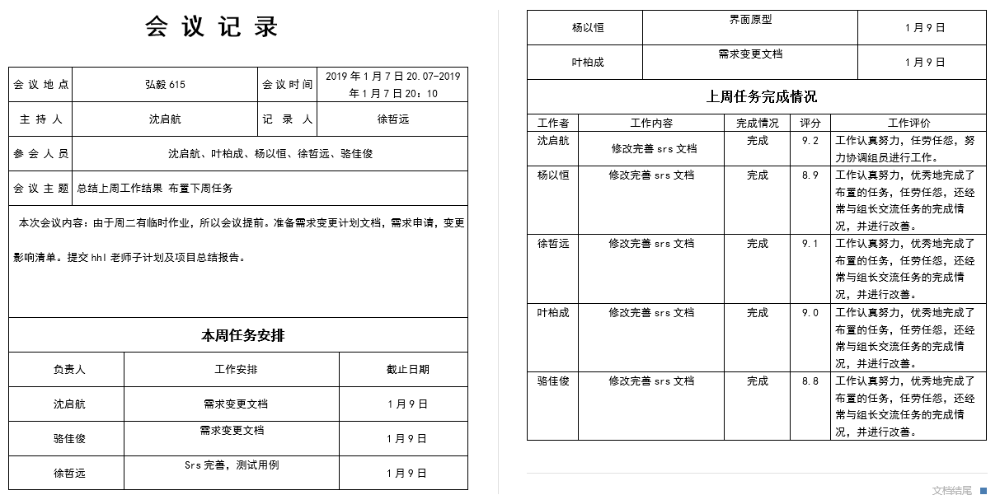 会 议 记 录
会 议 地 点 弘毅 615 会 议 时 间 2019 年 1 月 7 日 20.07-2019
年 1 月 7 日 20：10
主 持 人 沈启航 记 录 人 徐哲远
参 会 人 员 沈启航、叶柏成、杨以恒、徐哲远、骆佳俊
会 议 主 题 总结上周工作结果 布置下周任务
本次会议内容：由于周二有临时作业，所以会议提前。准备需求变更计划文档，需求申请，变更
影响清单。提交 hhl 老师子计划及项目总结报告。
本周任务安排
负责人 工作安排 截止日期
沈启航 需求变更文档 1 月 9 日
骆佳俊 需求变更文档 1 月 9 日
徐哲远 Srs 完善，测试用例 1 月 9 日
杨以恒 界面原型 1 月 9 日
叶柏成 需求变更文档 1 月 9 日
上周任务完成情况
工作者 工作内容 完成情况 评分 工作评价
沈启航 修改完善 srs 文档 完成 9.2 工作认真努力，任劳任怨，努
力协调组员进行工作。
杨以恒 修改完善 srs 文档 完成 8.9 工作认真努力，优秀地完成了
布置的任务，任劳任怨，还经
常与组长交流任务的完成情
况，并进行改善。
徐哲远 修改完善 srs 文档 完成 9.1 工作认真努力，优秀地完成了
布置的任务，任劳任怨，还经
常与组长交流任务的完成情
况，并进行改善。
叶柏成 修改完善 srs 文档 完成 9.0 工作认真努力，优秀地完成了
布置的任务，任劳任怨，还经
常与组长交流任务的完成情
况，并进行改善。
骆佳俊 修改完善 srs 文档 完成 8.8 工作认真努力，优秀地完成了
布置的任务，任劳任怨，还经
常与组长交流任务的完成情
况，并进行改善。
文档结尾